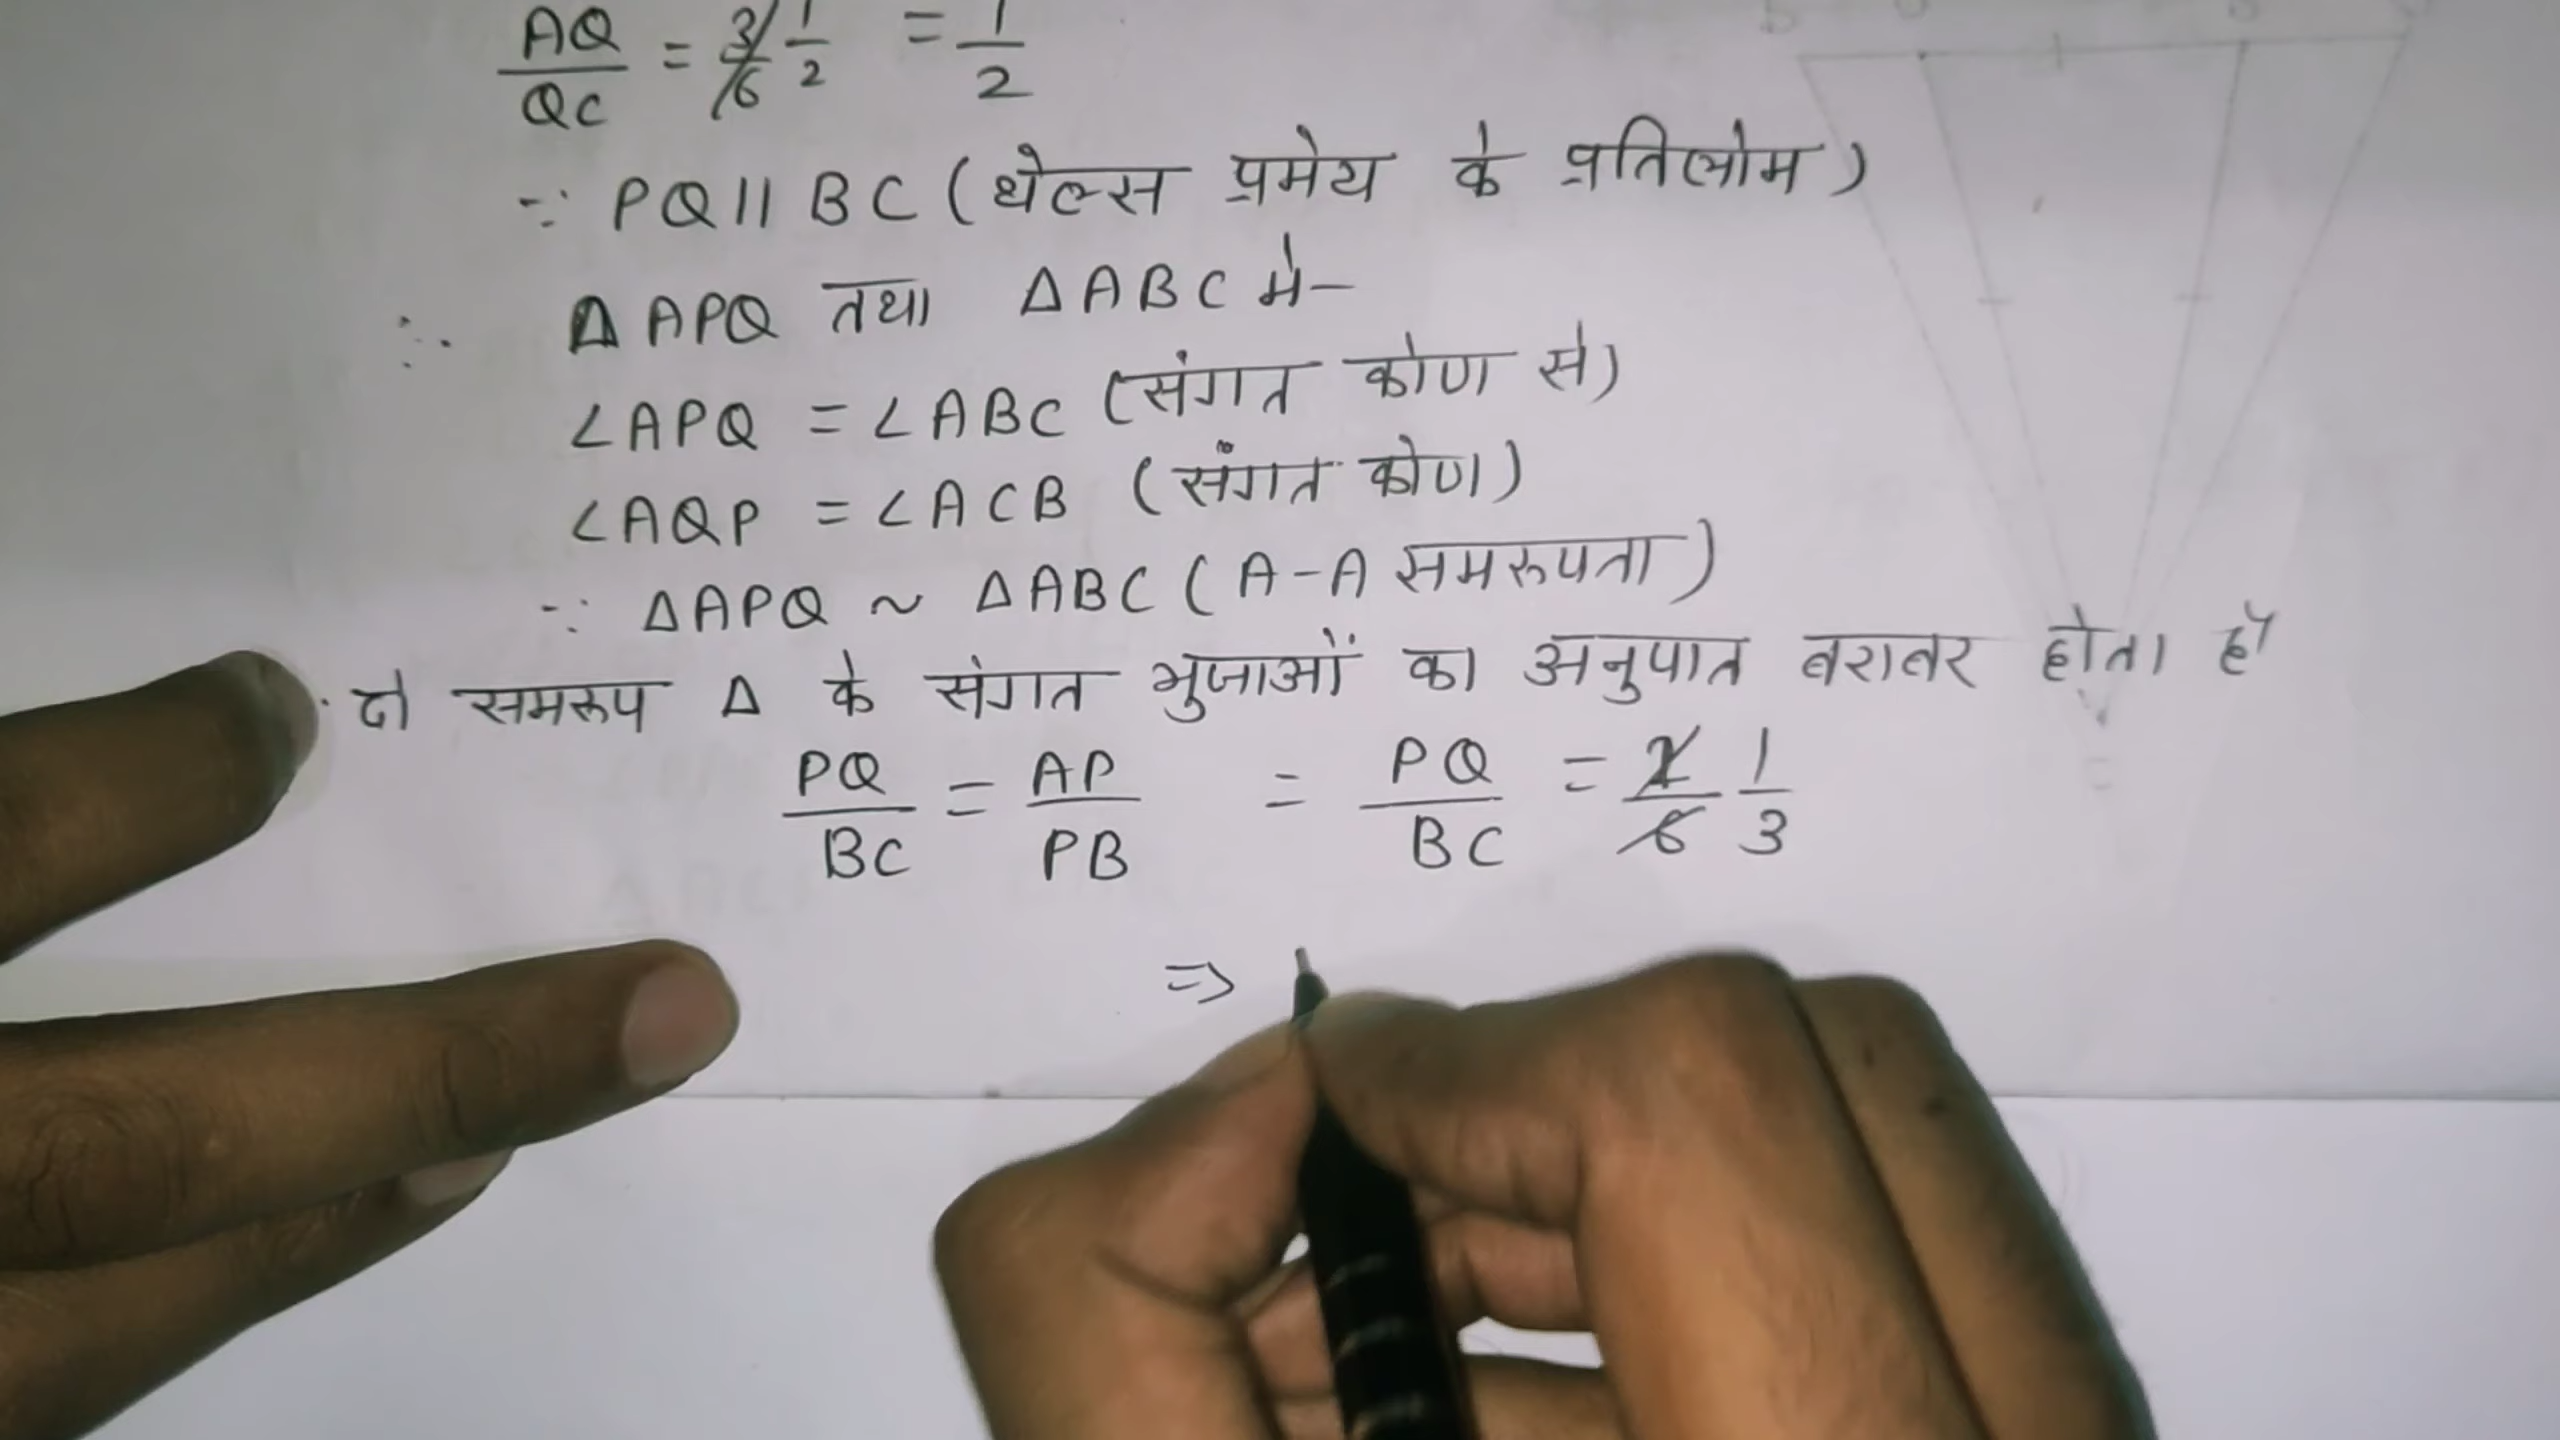 AQ/QC = 3/6 1/2 = 1/2
∵ PQ || BC (थेल्स प्रमेय के प्रतिलोम)
∴ Δ APQ तथा Δ ABC मे-
∠APQ = ∠ABC (संगत कोण से)
∠AQP = ∠ACB (संगत कोण)
∵ ΔAPQ ~ ΔABC (A-A समरूपता)
दो समरूप Δ के संगत भुजाओं का अनुपात बराबर होता है
PQ/BC = AP/PB = PQ/BC = 2/6 1/3
⇒